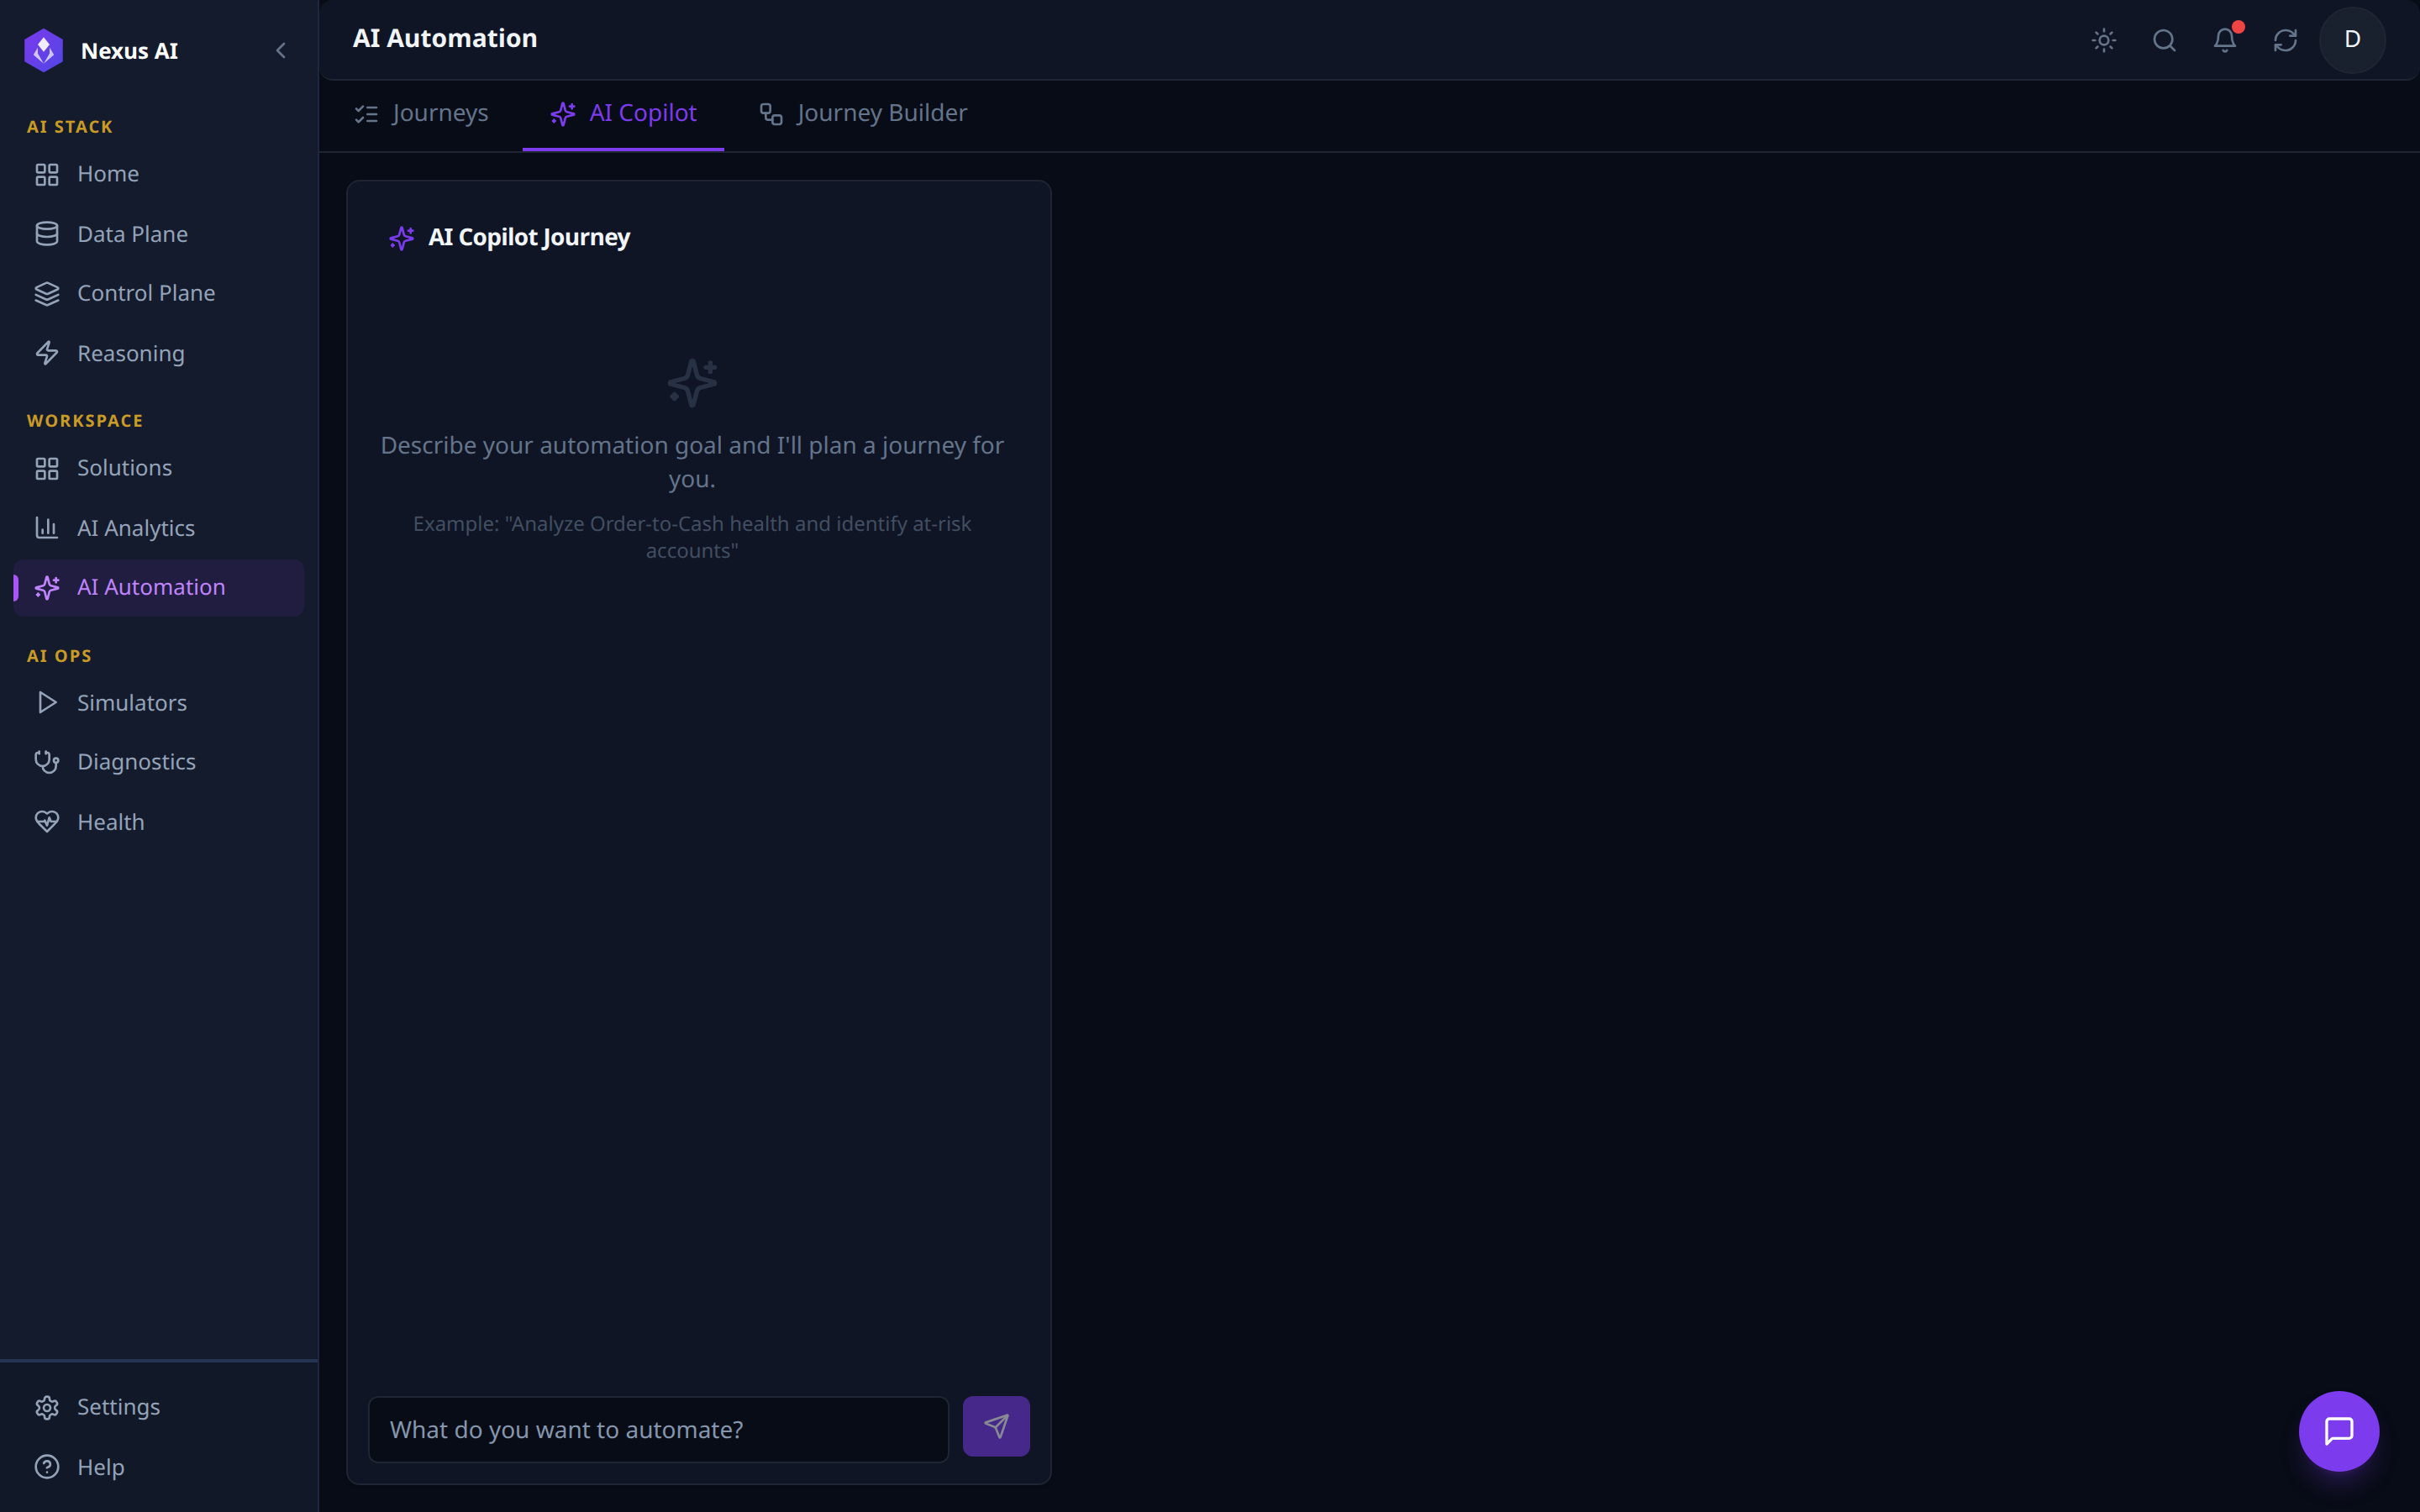 Nexus AI
AI STACK
Home
Data Plane
Control Plane
Reasoning
WORKSPACE
Solutions
AI Analytics
AI Automation
AI OPS
Simulators
Diagnostics
Health
Settings
Help
AI Automation
D
Journeys
AI Copilot
Journey Builder
AI Copilot Journey
Describe your automation goal and I'll plan a journey for
you.
Example: "Analyze Order-to-Cash health and identify at-risk
accounts"
What do you want to automate?